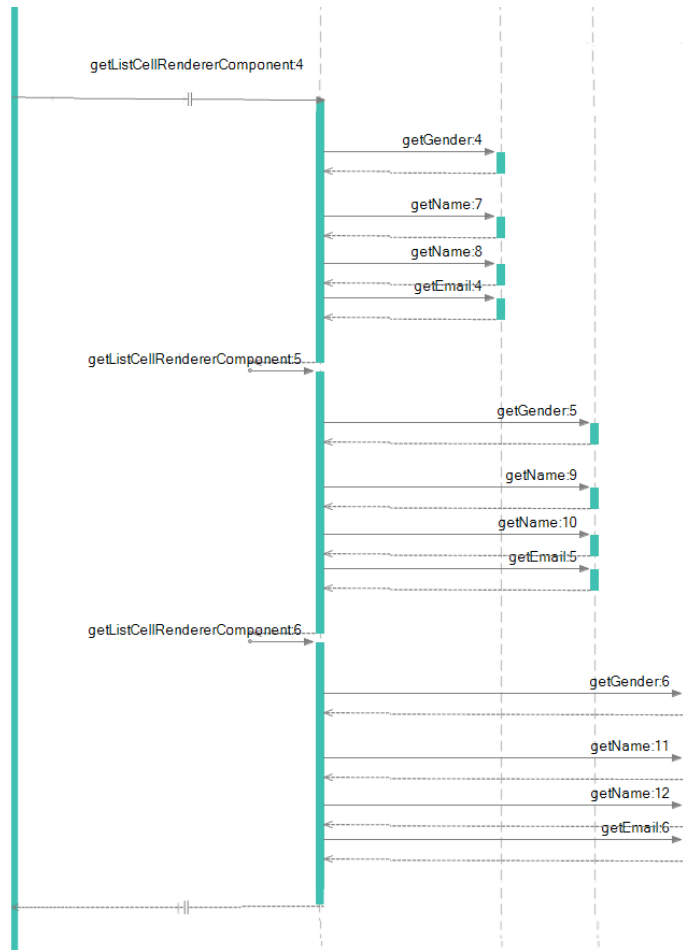 getListCellRendererComponent:4
getGender:4
getName:7
getName:8
getEmail:4
getListCellRendererComponent:5
getGender:5
getName:9
getName:10
getEmail:5
getListCellRendererComponent:6
getGender:6
getName:11
getName:12
getEmail:6